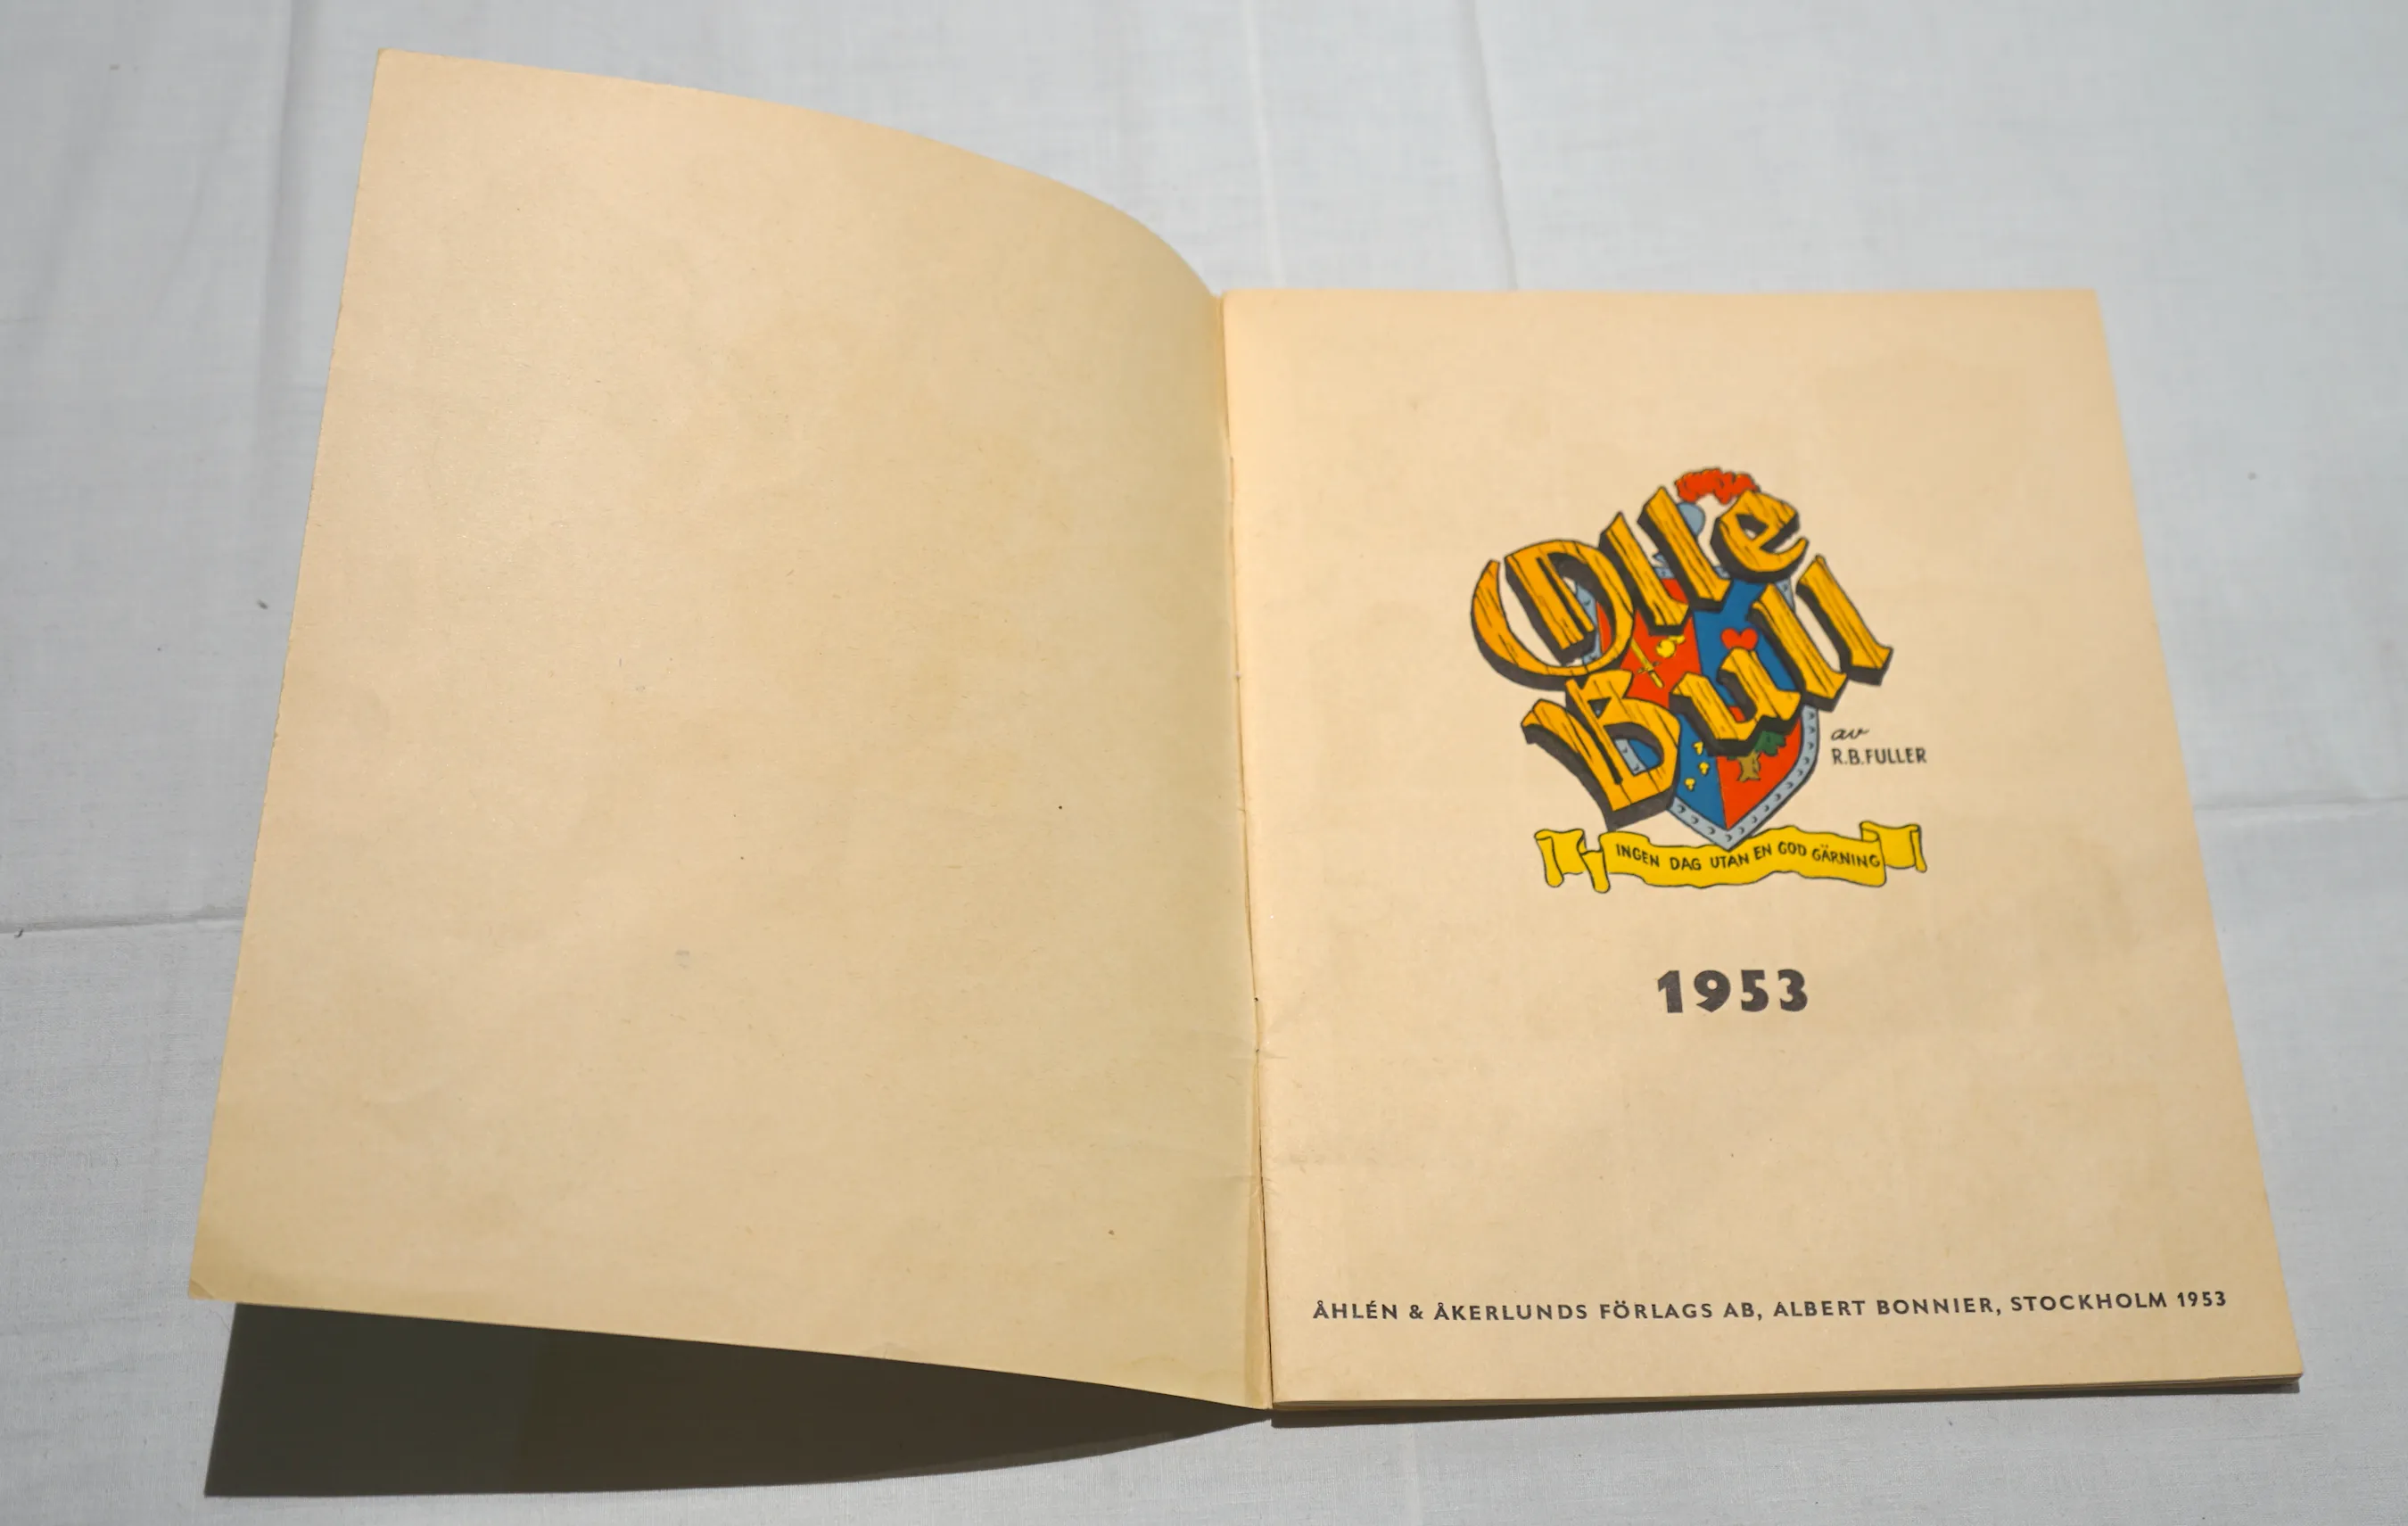 Olle
Bull
av
R.B.FULLER
INGEN DAG UTAN EN GOD GÄRNING
1953
ÅHLÉN & ÅKERLUNDS FÖRLAGS AB, ALBERT BONNIER, STOCKHOLM 1953